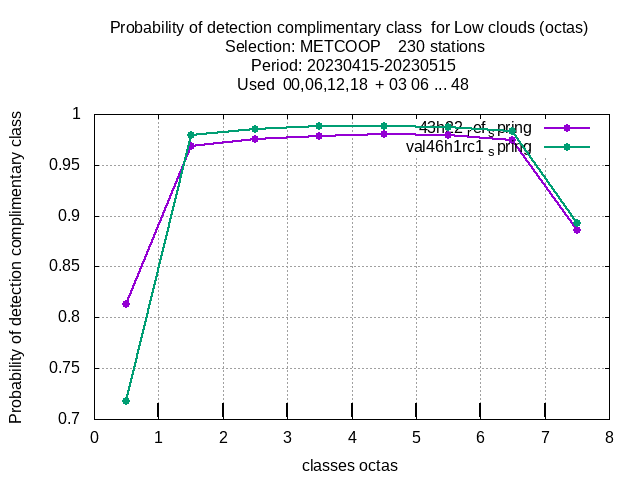 Probability of detection complimentary class for Low clouds (octas)
Selection: METCOOP 230 stations
Period: 20230415-20230515
Used 00,06,12,18 + 03 06 ... 48
Probability of detection complimentary class
1
0.95
0.9
0.85
0.8
0.75
0.7
43h22_ref_spring
val46h1rc1_spring
0 1 2 3 4 5 6 7 8
classes octas